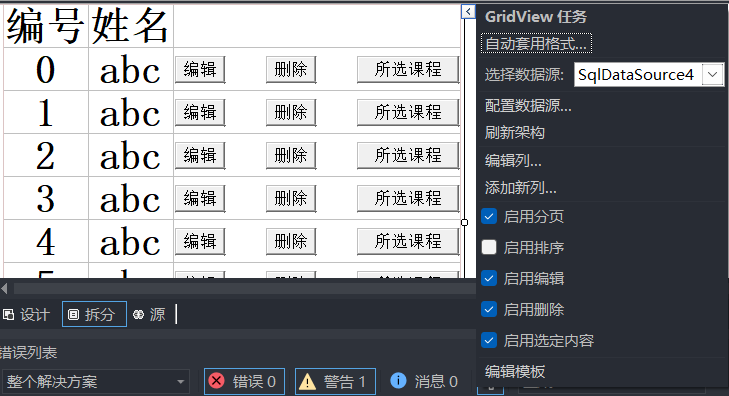 编号 姓名
0 abc 编辑 删除 所选课程
1 abc 编辑 删除 所选课程
2 abc 编辑 删除 所选课程
3 abc 编辑 删除 所选课程
4 abc 编辑 删除 所选课程
GridView 任务
自动套用格式...
选择数据源: SqlDataSource4
配置数据源...
刷新架构
编辑列...
添加新列...
启用分页
启用排序
启用编辑
启用删除
启用选定内容
编辑模板
设计 拆分 源
错误列表
整个解决方案 错误 0 警告 1 消息 0